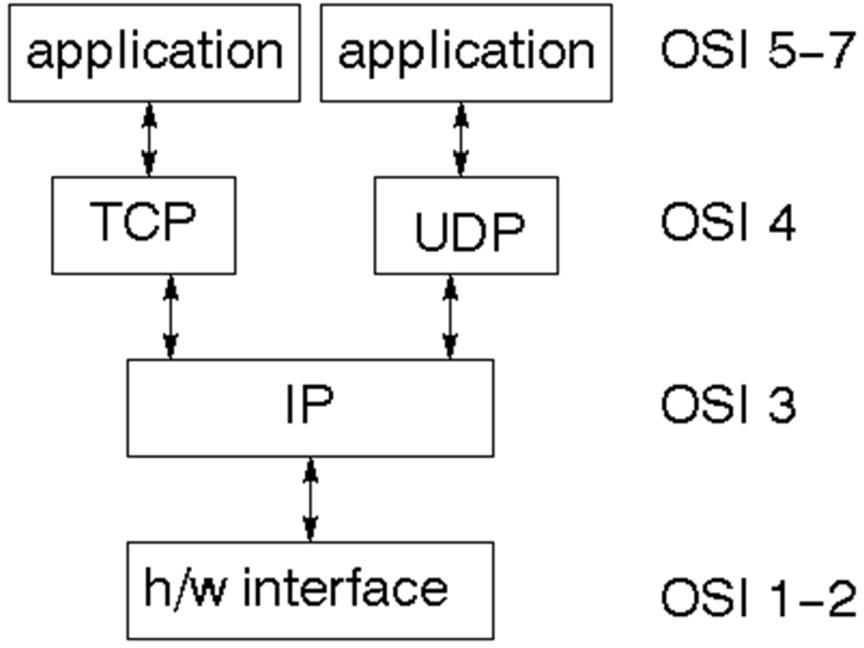 application application OSI 5-7
TCP UDP OSI 4
IP OSI 3
h/w interface OSI 1-2